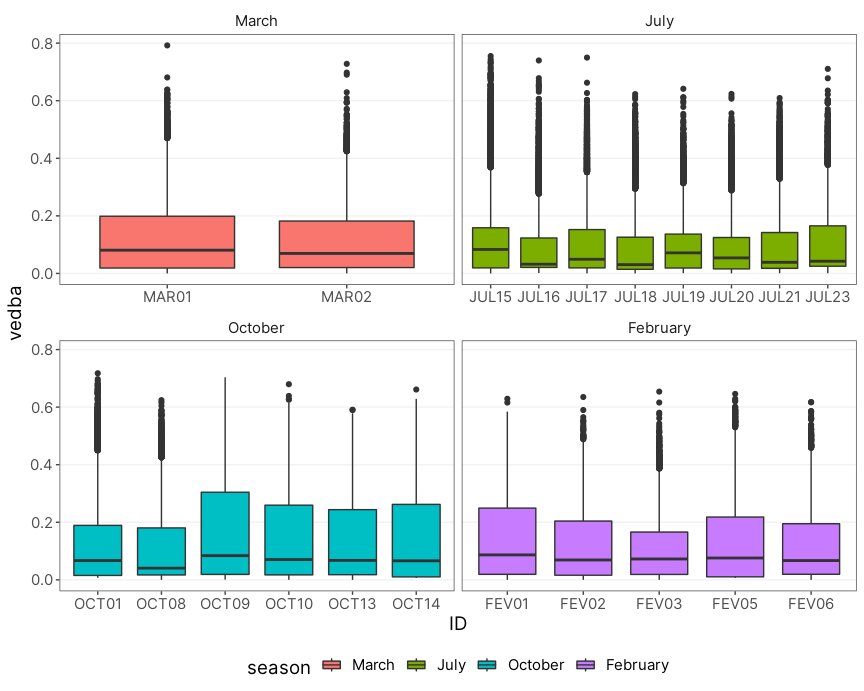 March July
0.8
0.6
0.4
0.2
0.0
MAR01 MAR02 JUL15 JUL16 JUL17 JUL18 JUL19 JUL20 JUL21 JUL23
vedba
October February
0.8
0.6
0.4
0.2
0.0
OCT01 OCT08 OCT09 OCT10 OCT13 OCT14 FEV01 FEV02 FEV03 FEV05 FEV06
ID
season March July October February